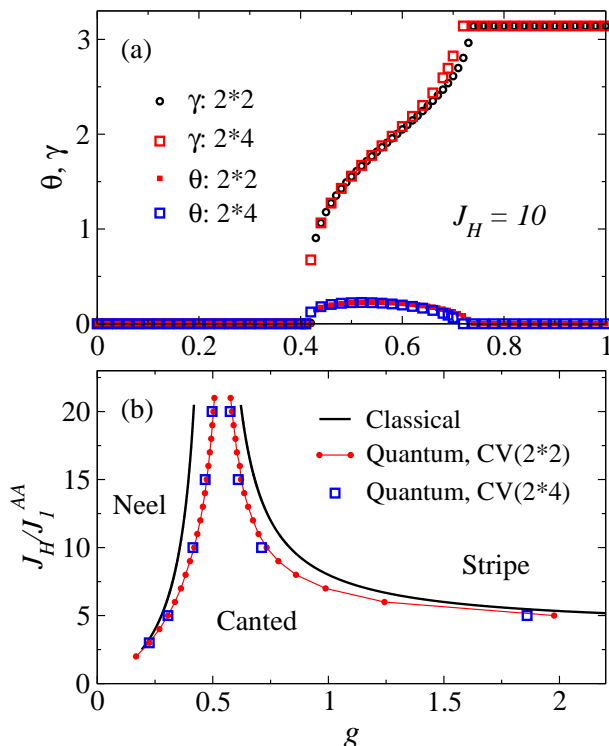 3
(a)
γ: 2*2
γ: 2*4
θ: 2*2
θ: 2*4
2
1
0
θ, γ
J_H = 10
0 0.2 0.4 0.6 0.8 1
(b)
20
15
10
5
0
J_H/J_1^AA
Classical
Quantum, CV(2*2)
Quantum, CV(2*4)
Neel
Stripe
Canted
0 0.5 1 1.5 2
g